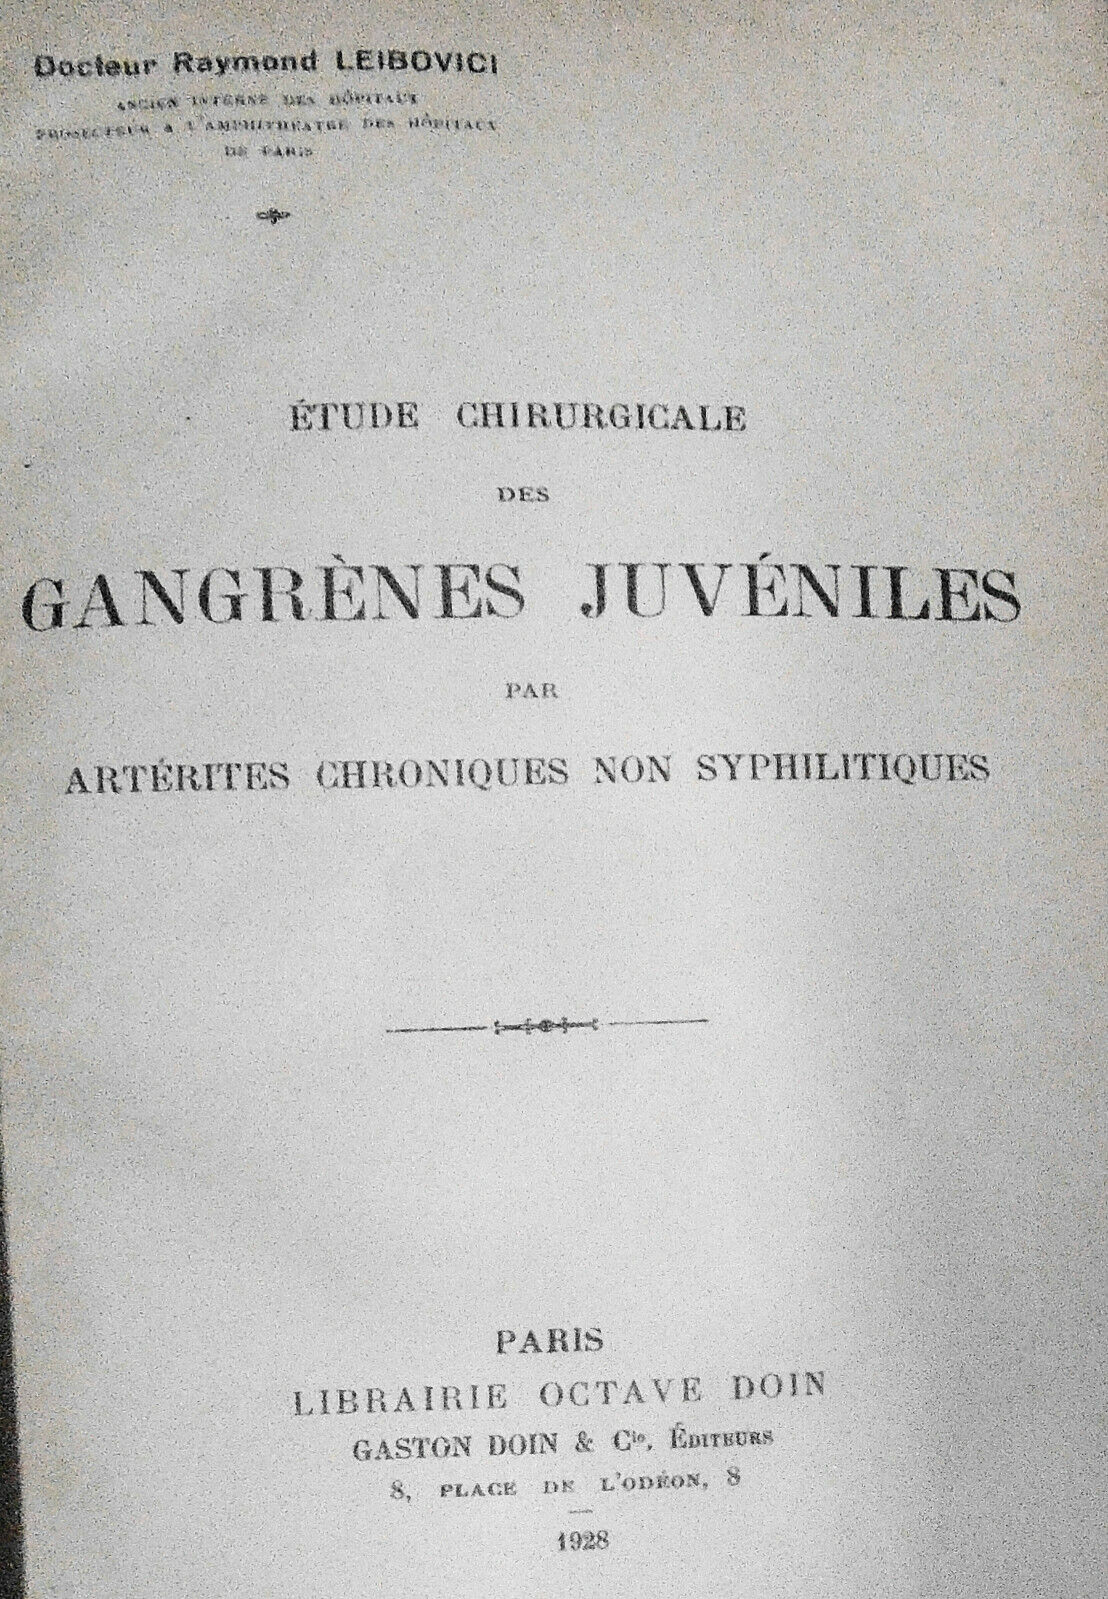 Docteur Raymond LEIBOVICI
ANCIEN INTERNE DES HÔPITAUX
PROSECTEUR A L'AMPHITHÉATRE DES HÔPITAUX
DE PARIS
ÉTUDE CHIRURGICALE
DES
GANGRÈNES JUVÉNILES
PAR
ARTÉRITES CHRONIQUES NON SYPHILITIQUES
PARIS
LIBRAIRIE OCTAVE DOIN
GASTON DOIN & Cie, ÉDITEURS
8, PLACE DE L'ODÉON, 8
1928